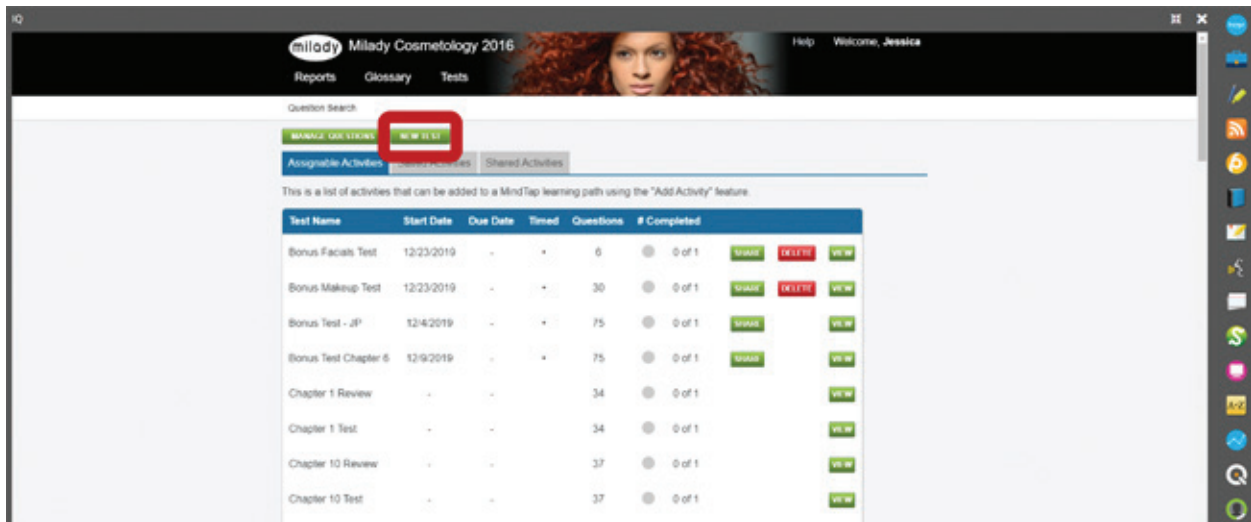 IQ
milady Milady Cosmetology 2016 Help Welcome, Jessica
Reports Glossary Tests
Question Search
MANAGE QUESTIONS NEW TEST
Assignable Activities Saved Activities Shared Activities
This is a list of activities that can be added to a MindTap learning path using the "Add Activity" feature.
Test Name Start Date Due Date Timed Questions # Completed
Bonus Facials Test 12/23/2019 - • 6 0 of 1 SHARE DELETE VIEW
Bonus Makeup Test 12/23/2019 - • 30 0 of 1 SHARE DELETE VIEW
Bonus Test - JP 12/4/2019 - • 75 0 of 1 SHARE VIEW
Bonus Test Chapter 6 12/9/2019 - • 75 0 of 1 SHARE VIEW
Chapter 1 Review - - 34 0 of 1 VIEW
Chapter 1 Test - - 34 0 of 1 VIEW
Chapter 10 Review - - 37 0 of 1 VIEW
Chapter 10 Test - - 37 0 of 1 VIEW
A-Z